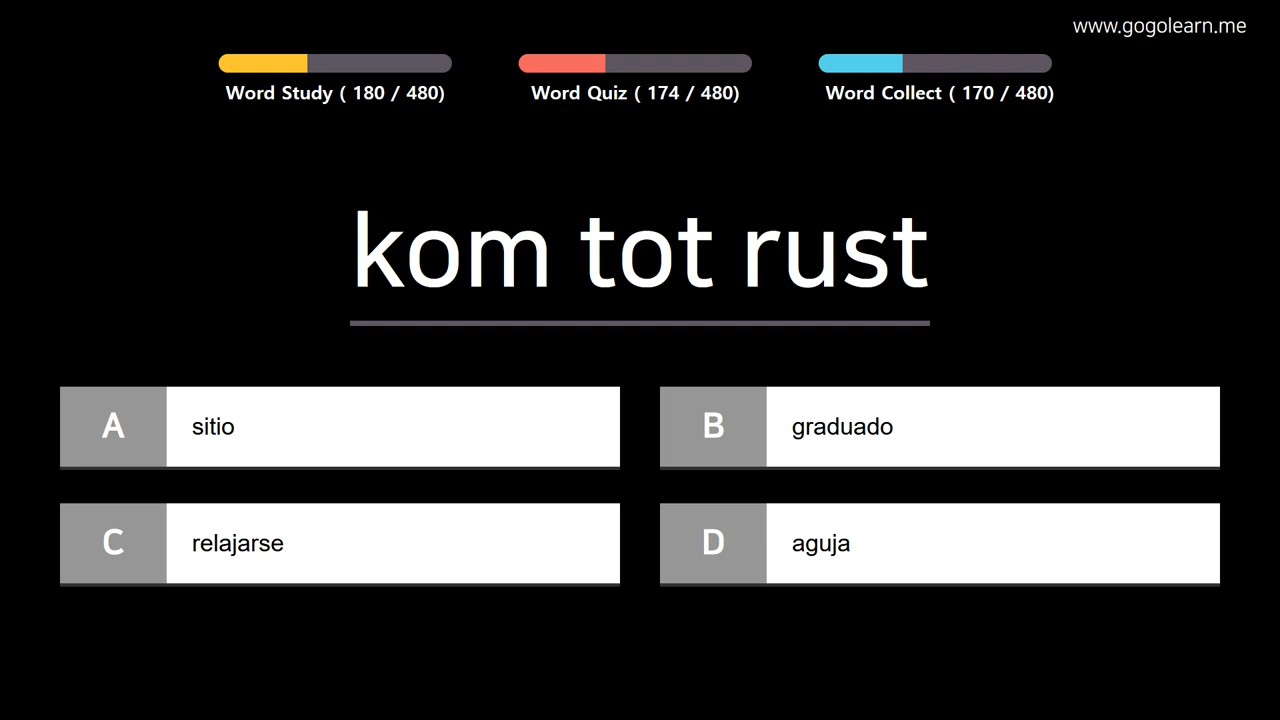 www.gogolearn.me
Word Study ( 180 / 480)
Word Quiz ( 174 / 480)
Word Collect ( 170 / 480)
kom tot rust
A
sitio
B
graduado
C
relajarse
D
aguja